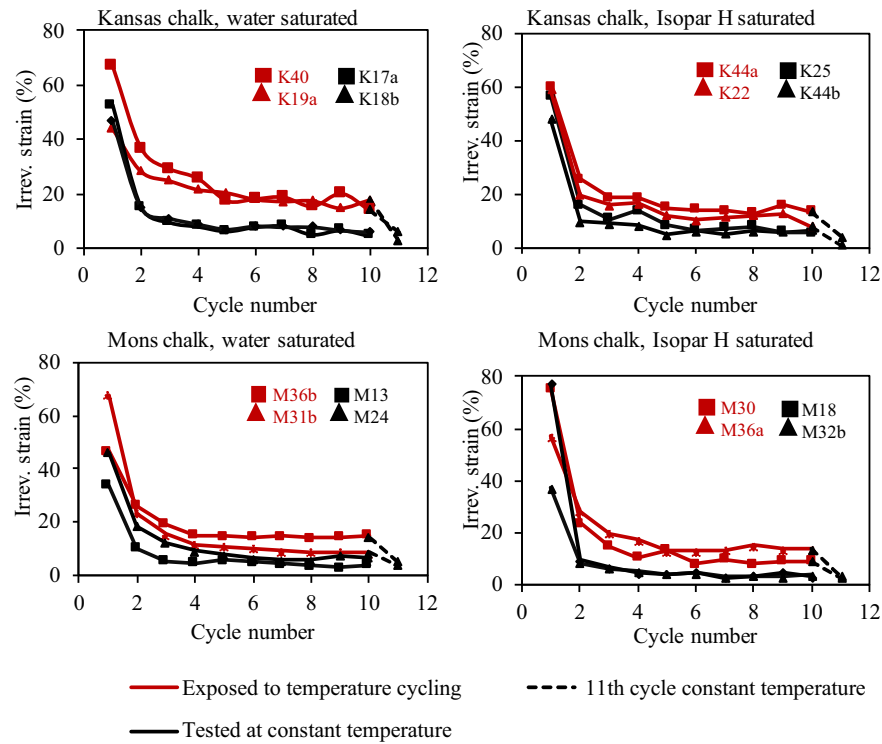 Kansas chalk, water saturated
Irrev. strain (%)
80
60
40
20
0
K40 K17a
K19a K18b
0 2 4 6 8 10 12
Cycle number
Kansas chalk, Isopar H saturated
Irrev. strain (%)
80
60
40
20
0
K44a K25
K22 K44b
0 2 4 6 8 10 12
Cycle number
Mons chalk, water saturated
Irrev. strain (%)
80
60
40
20
0
M36b M13
M31b M24
0 2 4 6 8 10 12
Cycle number
Mons chalk, Isopar H saturated
Irrev. strain (%)
80
60
40
20
0
M30 M18
M36a M32b
0 2 4 6 8 10 12
Cycle number
Exposed to temperature cycling
11th cycle constant temperature
Tested at constant temperature